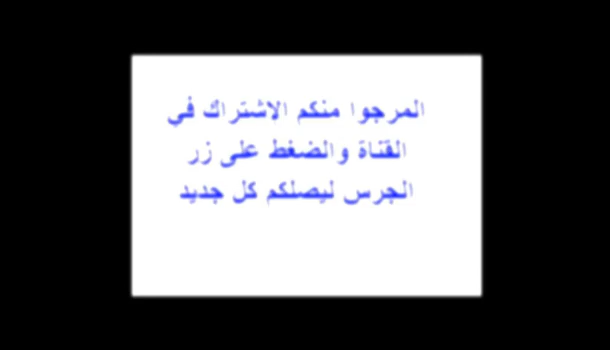 المرجوا منكم الاشتراك في
القناة والضغط على زر
الجرس ليصلكم كل جديد